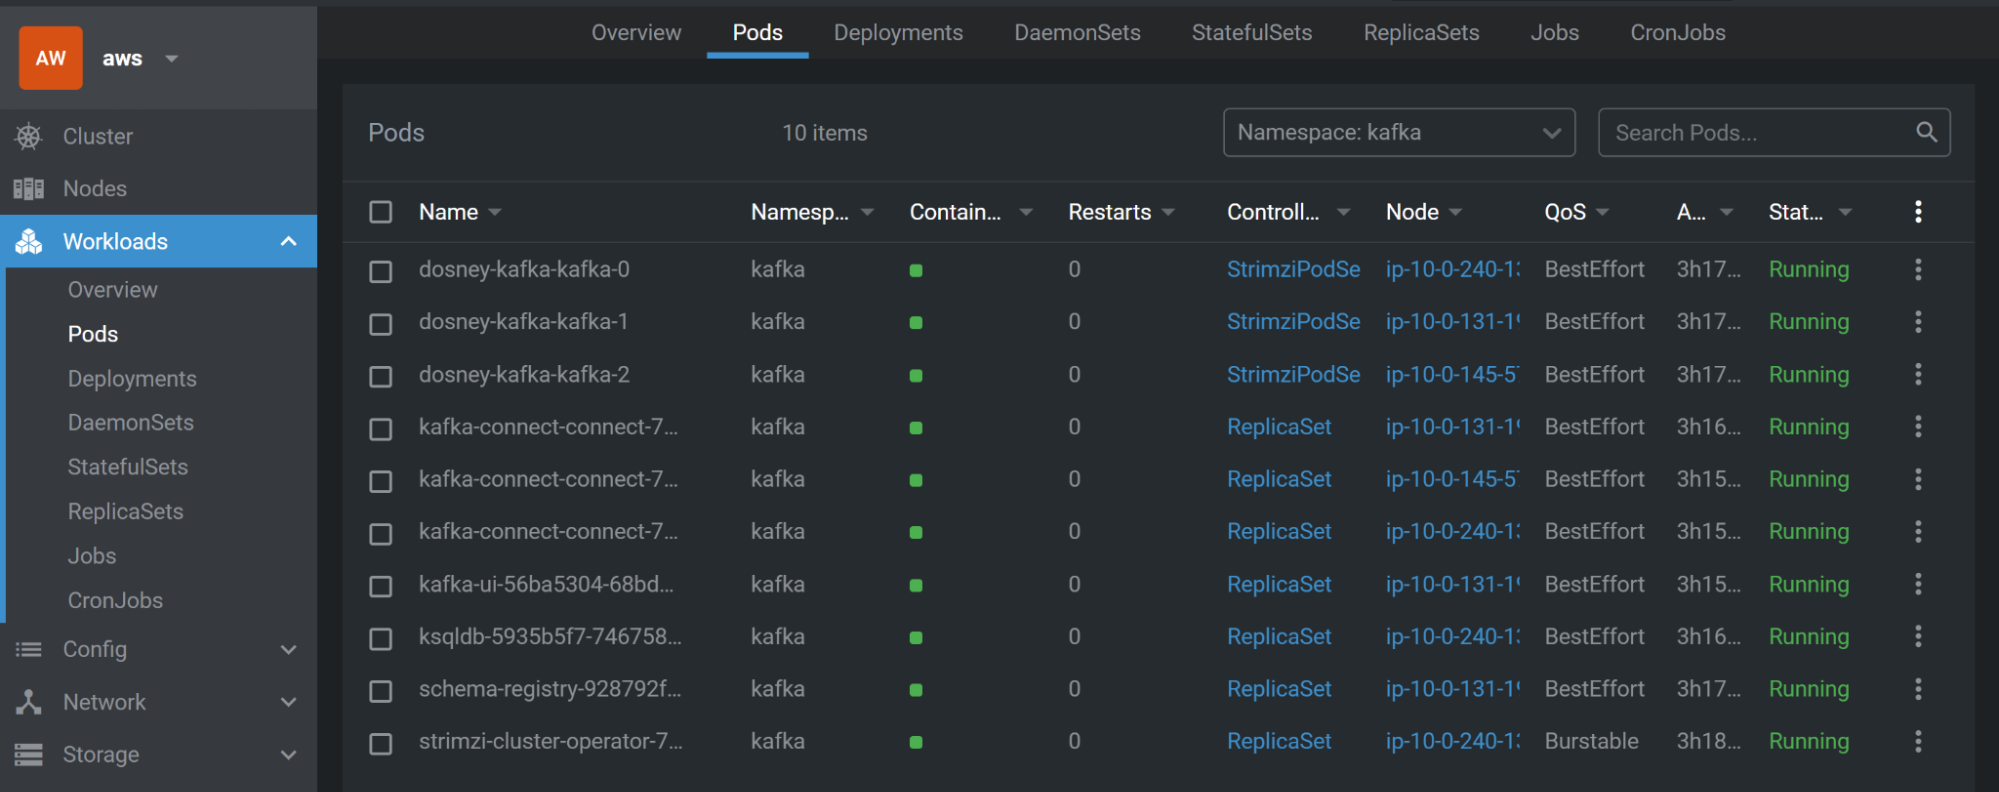 AW aws
Overview Pods Deployments DaemonSets StatefulSets ReplicaSets Jobs CronJobs
Cluster
Nodes
Workloads
Overview
Pods
Deployments
DaemonSets
StatefulSets
ReplicaSets
Jobs
CronJobs
Config
Network
Storage
Pods 10 items Namespace: kafka Search Pods...
Name Namesp... Contain... Restarts Controll... Node QoS A... Stat...
dosney-kafka-kafka-0 kafka 0 StrimziPodSe ip-10-0-240-1 BestEffort 3h17... Running
dosney-kafka-kafka-1 kafka 0 StrimziPodSe ip-10-0-131-1 BestEffort 3h17... Running
dosney-kafka-kafka-2 kafka 0 StrimziPodSe ip-10-0-145-5 BestEffort 3h17... Running
kafka-connect-connect-7... kafka 0 ReplicaSet ip-10-0-131-1 BestEffort 3h16... Running
kafka-connect-connect-7... kafka 0 ReplicaSet ip-10-0-145-5 BestEffort 3h15... Running
kafka-connect-connect-7... kafka 0 ReplicaSet ip-10-0-240-1 BestEffort 3h15... Running
kafka-ui-56ba5304-68bd... kafka 0 ReplicaSet ip-10-0-131-1 BestEffort 3h15... Running
ksqldb-5935b5f7-746758... kafka 0 ReplicaSet ip-10-0-240-1 BestEffort 3h16... Running
schema-registry-928792f... kafka 0 ReplicaSet ip-10-0-131-1 BestEffort 3h17... Running
strimzi-cluster-operator-7... kafka 0 ReplicaSet ip-10-0-240-1 Burstable 3h18... Running